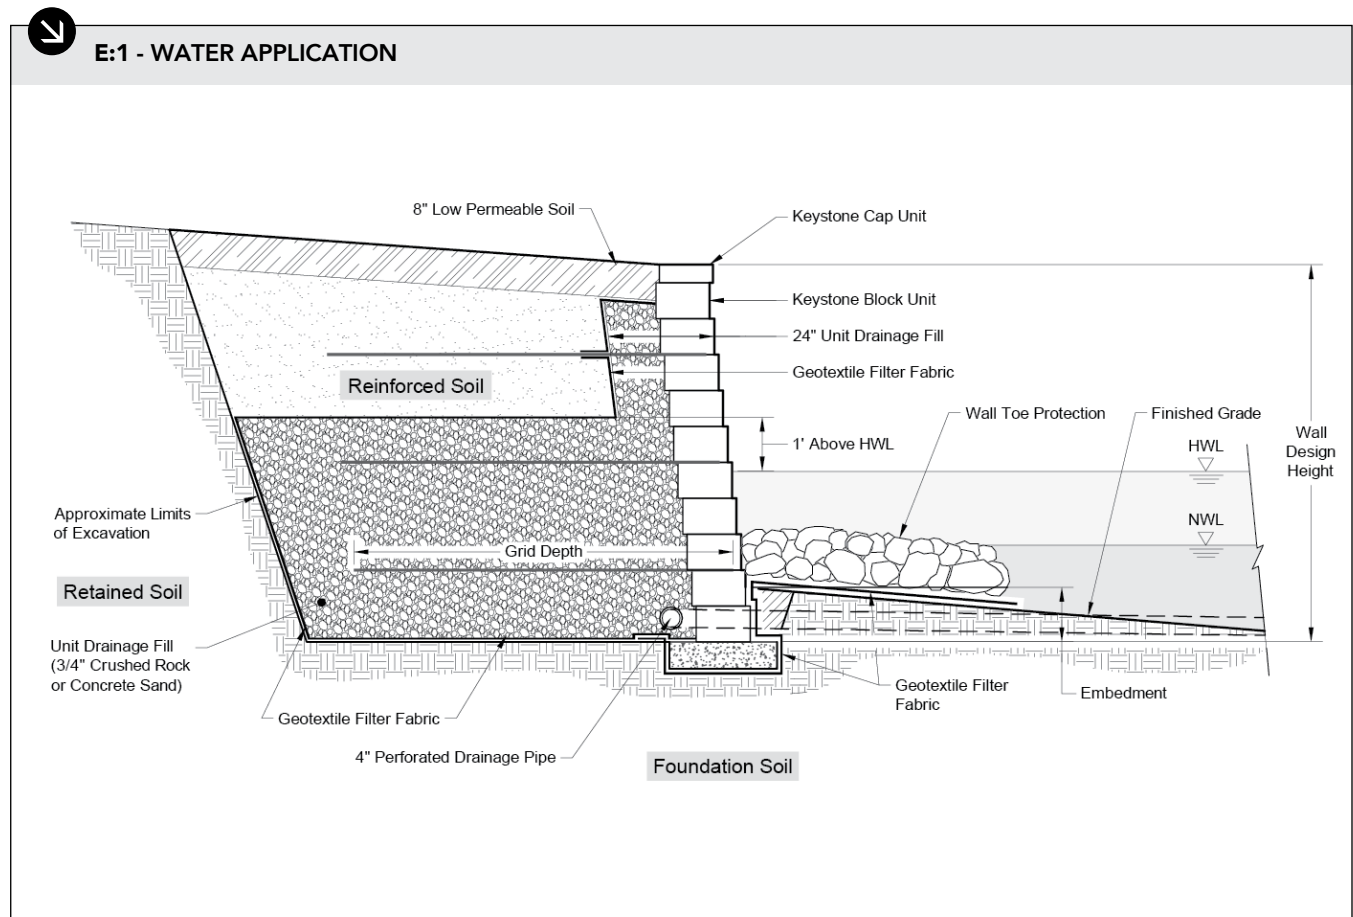 E:1 - WATER APPLICATION
8" Low Permeable Soil
Keystone Cap Unit
Keystone Block Unit
24" Unit Drainage Fill
Geotextile Filter Fabric
Reinforced Soil
Wall Toe Protection
Finished Grade
1' Above HWL
HWL
Wall
Design
Height
NWL
Approximate Limits
of Excavation
Grid Depth
Retained Soil
Unit Drainage Fill
(3/4" Crushed Rock
or Concrete Sand)
Geotextile Filter
Fabric
Embedment
Geotextile Filter Fabric
4" Perforated Drainage Pipe
Foundation Soil